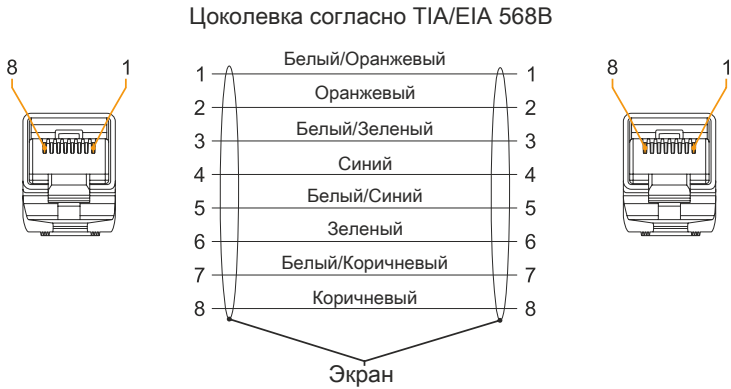 Цоколевка согласно TIA/EIA 568B
8 1
8 1
1 Белый/Оранжевый 1
2 Оранжевый 2
3 Белый/Зеленый 3
4 Синий 4
5 Белый/Синий 5
6 Зеленый 6
7 Белый/Коричневый 7
8 Коричневый 8
Экран